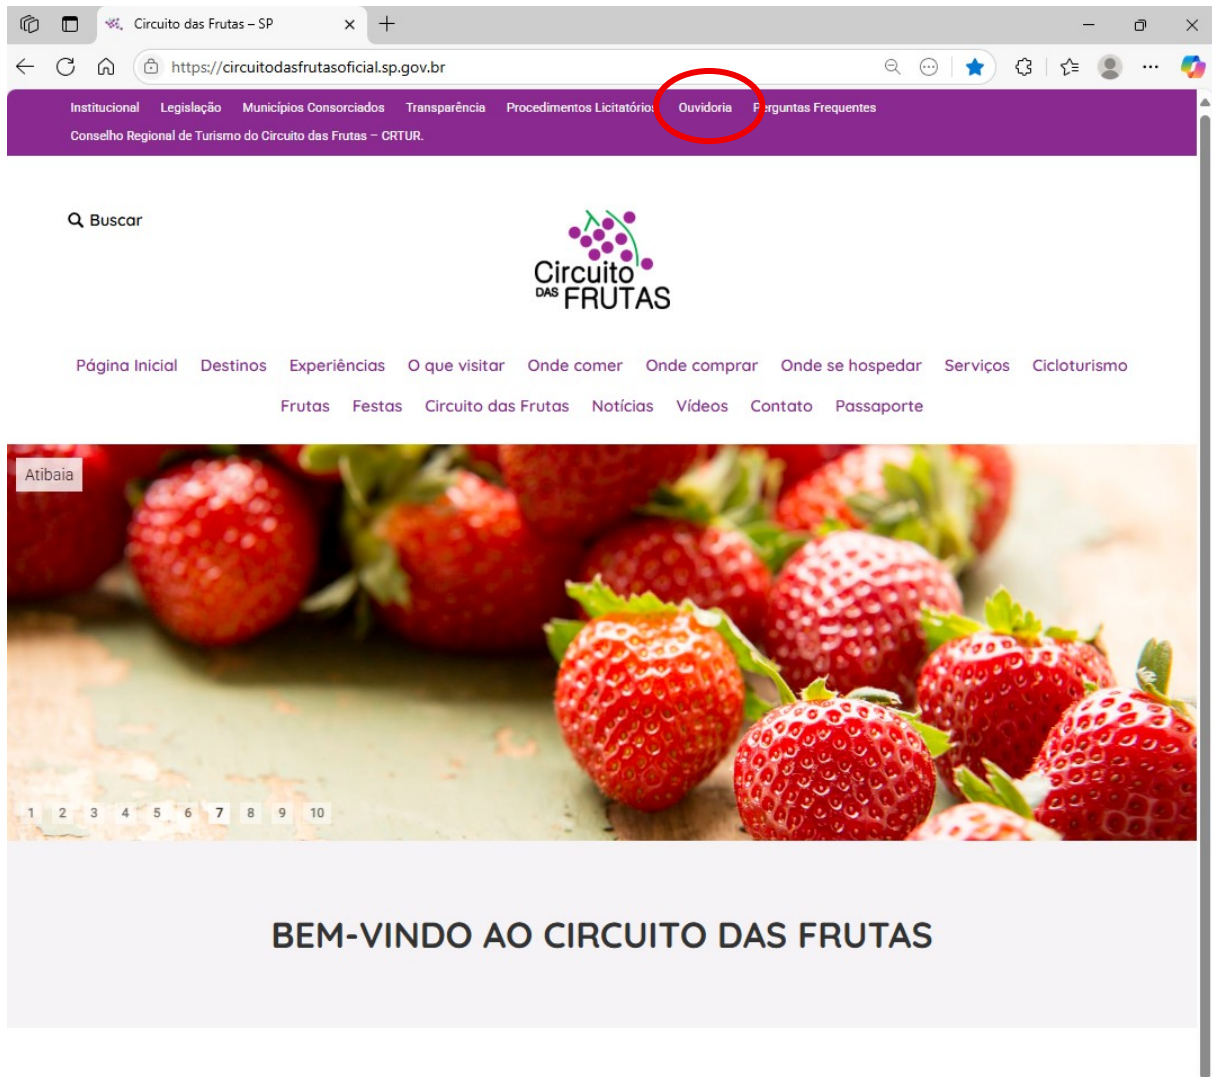 Circuito das Frutas – SP
https://circuitodasfrutasoficial.sp.gov.br
Institucional Legislação Municípios Consorciados Transparência Procedimentos Licitatórios Ouvidoria Perguntas Frequentes
Conselho Regional de Turismo do Circuito das Frutas – CRTUR.
Buscar
Circuito
DAS FRUTAS
Página Inicial Destinos Experiências O que visitar Onde comer Onde comprar Onde se hospedar Serviços Cicloturismo
Frutas Festas Circuito das Frutas Notícias Vídeos Contato Passaporte
Atibaia
1 2 3 4 5 6 7 8 9 10
BEM-VINDO AO CIRCUITO DAS FRUTAS